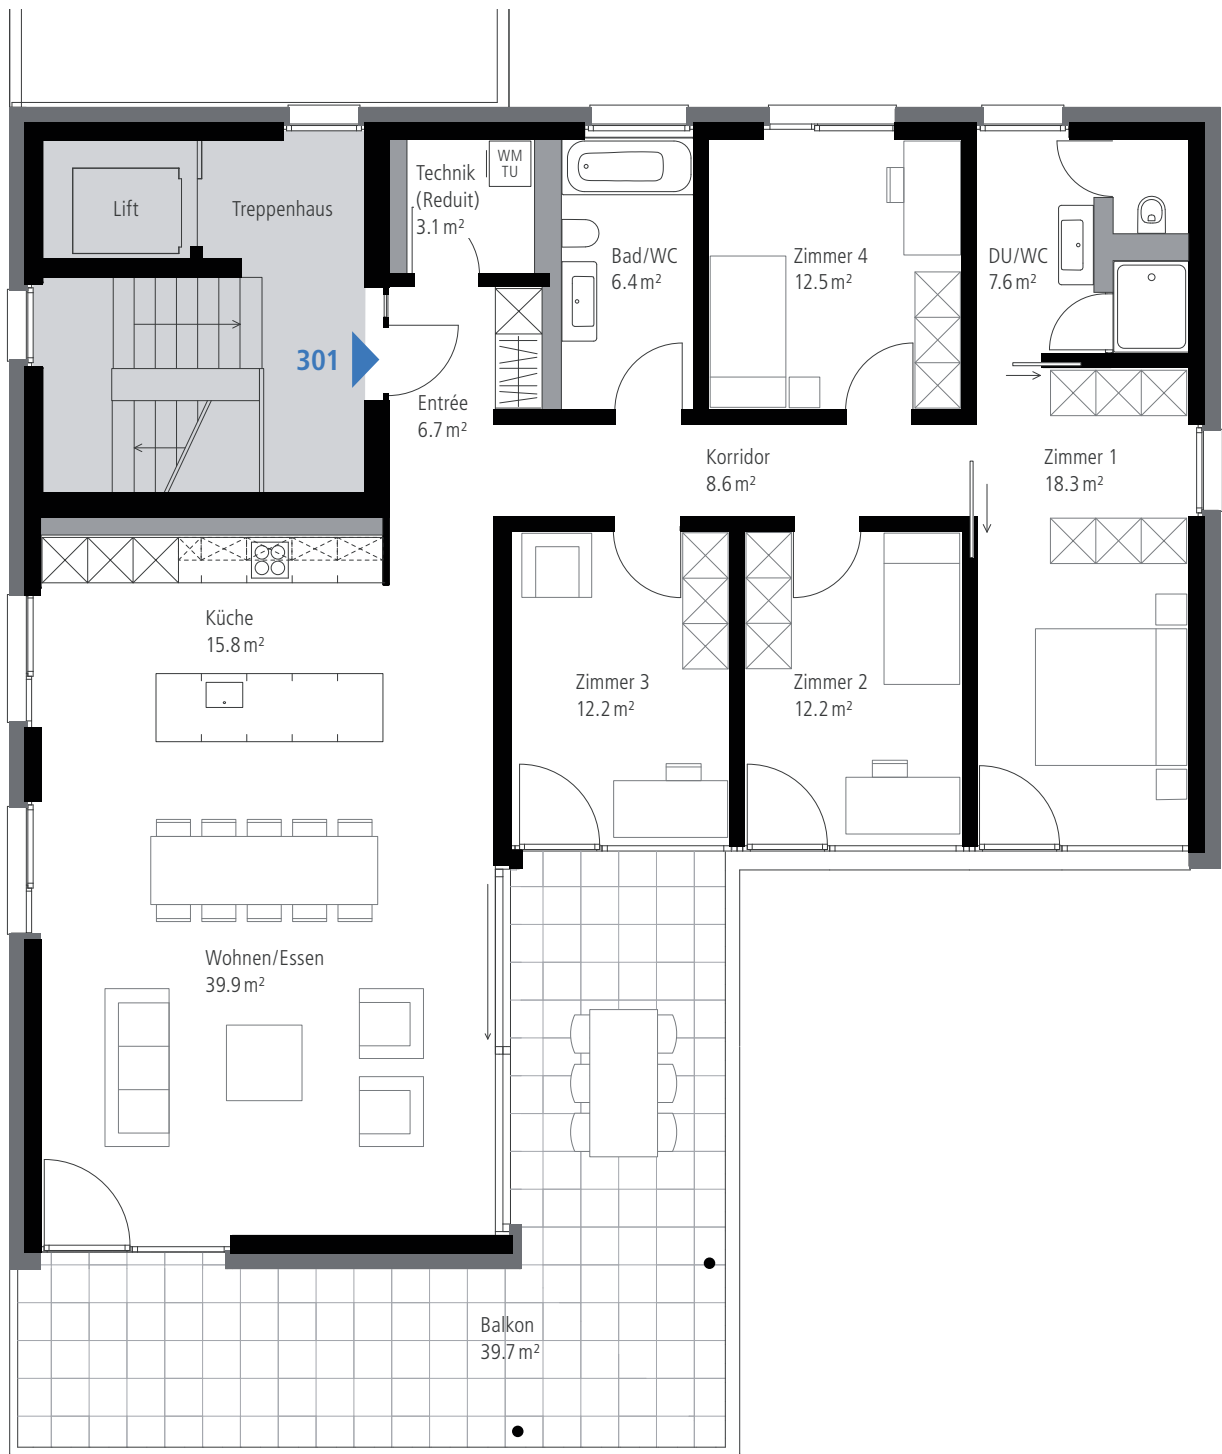 Lift
Treppenhaus
Technik
(Reduit)
3.1 m²
WM
TU
Bad/WC
6.4 m²
Zimmer 4
12.5 m²
DU/WC
7.6 m²
301
Entrée
6.7 m²
Korridor
8.6 m²
Zimmer 1
18.3 m²
Küche
15.8 m²
Zimmer 3
12.2 m²
Zimmer 2
12.2 m²
Wohnen/Essen
39.9 m²
Balkon
39.7 m²